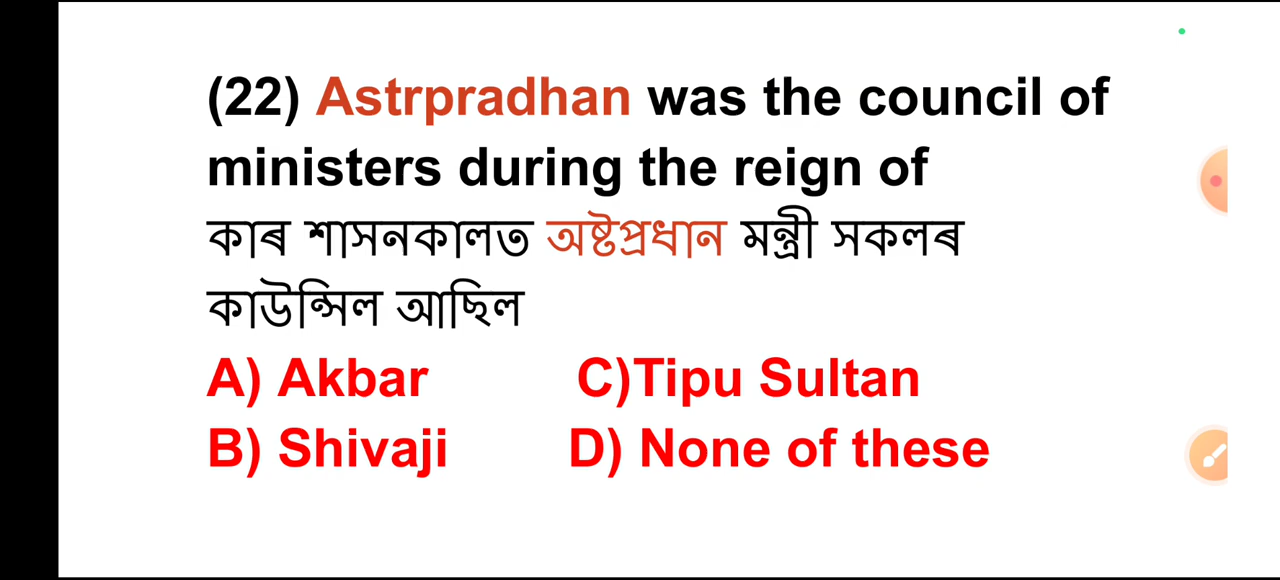 (22) Astrpradhan was the council of
ministers during the reign of
কাৰ শাসনকালত অষ্টপ্ৰধান মন্ত্ৰী সকলৰ
কাউন্সিল আছিল
A) Akbar C)Tipu Sultan
B) Shivaji D) None of these